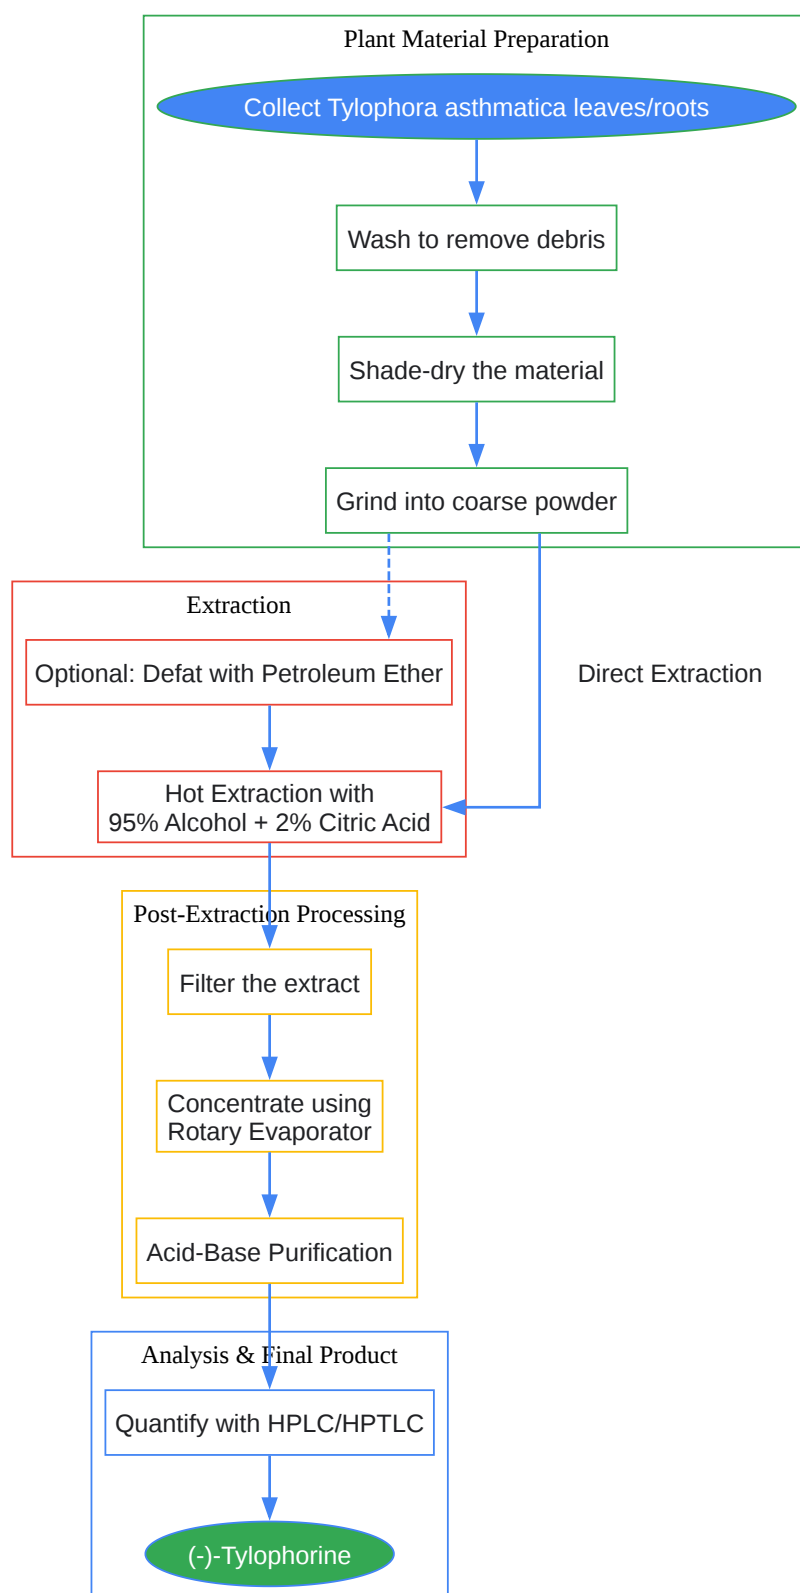 Plant Material Preparation
Collect Tylophora asthmatica leaves/roots
Wash to remove debris
Shade-dry the material
Grind into coarse powder
Extraction
Optional: Defat with Petroleum Ether
Direct Extraction
Hot Extraction with
95% Alcohol + 2% Citric Acid
Post-Extraction Processing
Filter the extract
Concentrate using
Rotary Evaporator
Acid-Base Purification
Analysis & Final Product
Quantify with HPLC/HPTLC
(-)-Tylophorine